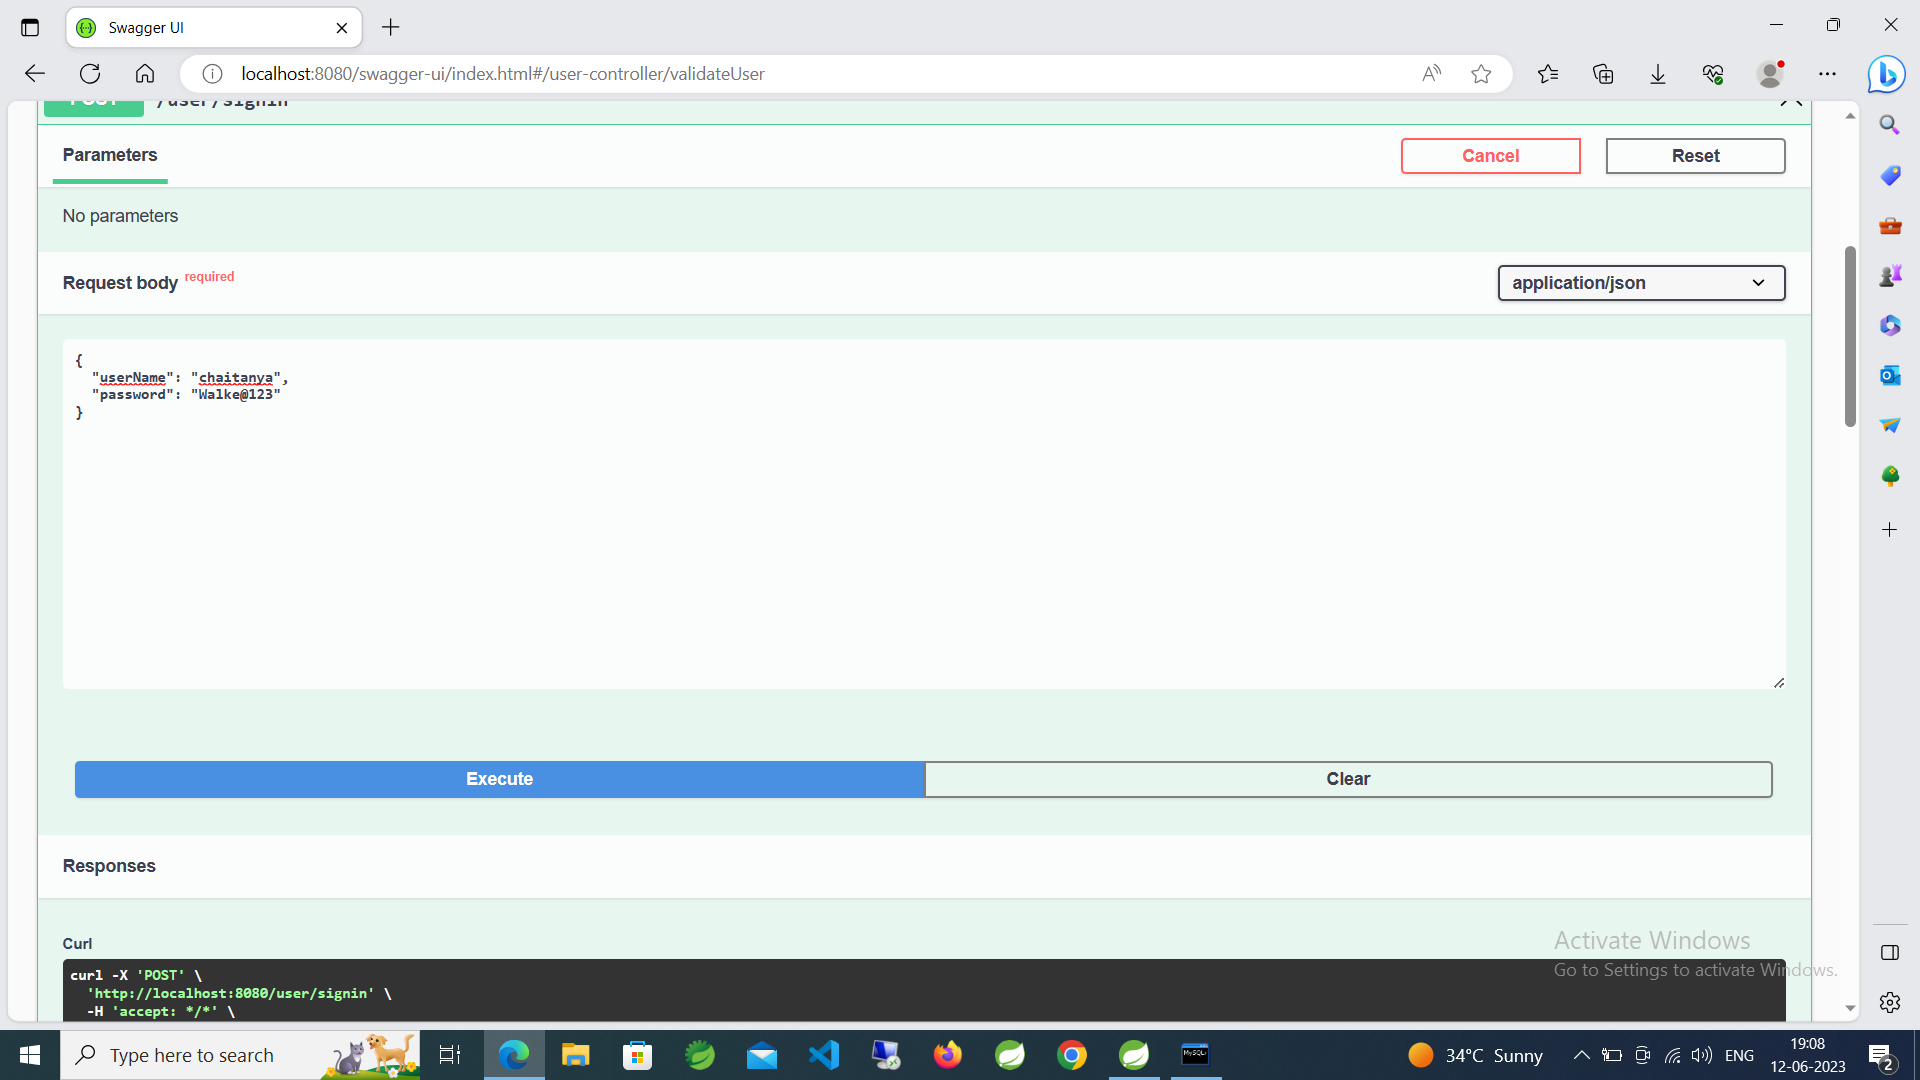 Swagger UI
localhost:8080/swagger-ui/index.html#/user-controller/validateUser
POST /user/signin
Parameters
Cancel
Reset
No parameters
Request body required
application/json
{
"userName": "chaitanya",
"password": "Walke@123"
}
Execute
Clear
Responses
Curl
curl -X 'POST' \
'http://localhost:8080/user/signin' \
-H 'accept: */*' \
Activate Windows
Go to Settings to activate Windows.
Type here to search
34°C Sunny
ENG
19:08
12-06-2023
2